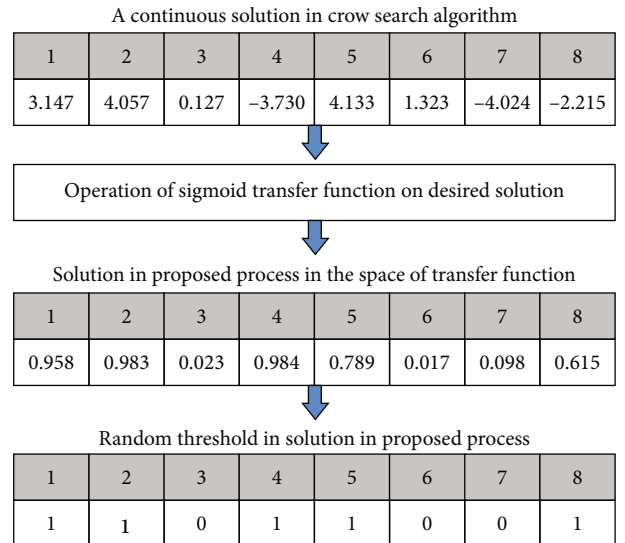 A continuous solution in crow search algorithm
1 2 3 4 5 6 7 8
3.147 4.057 0.127 –3.730 4.133 1.323 –4.024 –2.215
Operation of sigmoid transfer function on desired solution
Solution in proposed process in the space of transfer function
1 2 3 4 5 6 7 8
0.958 0.983 0.023 0.984 0.789 0.017 0.098 0.615
Random threshold in solution in proposed process
1 2 3 4 5 6 7 8
1 1 0 1 1 0 0 1